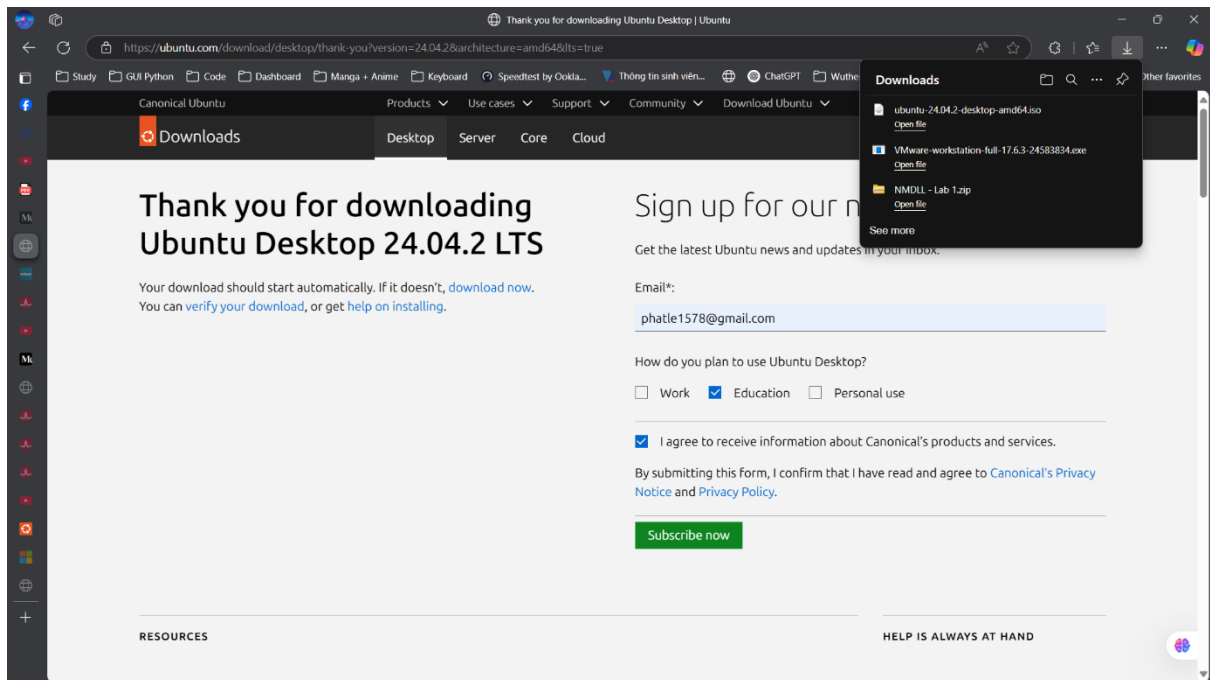 Thank you for downloading Ubuntu Desktop | Ubuntu
https://ubuntu.com/download/desktop/thank-you?version=24.04.2&architecture=amd64&lts=true
Study GUI Python Code Dashboard Manga + Anime Keyboard Speedtest by Ookla... Thông tin sinh viên... ChatGPT Wuthe Other favorites
Downloads
ubuntu-24.04.2-desktop-amd64.iso
Open file
VMware-workstation-full-17.6.3-24583834.exe
Open file
NMDLL - Lab 1.zip
Open file
See more
Canonical Ubuntu Products Use cases Support Community Download Ubuntu
Downloads Desktop Server Core Cloud
Thank you for downloading
Ubuntu Desktop 24.04.2 LTS
Your download should start automatically. If it doesn't, download now.
You can verify your download, or get help on installing.
Sign up for our n
Get the latest Ubuntu news and updates in your inbox.
Email*:
phatle1578@gmail.com
How do you plan to use Ubuntu Desktop?
Work Education Personal use
I agree to receive information about Canonical's products and services.
By submitting this form, I confirm that I have read and agree to Canonical's Privacy
Notice and Privacy Policy.
Subscribe now
RESOURCES
HELP IS ALWAYS AT HAND